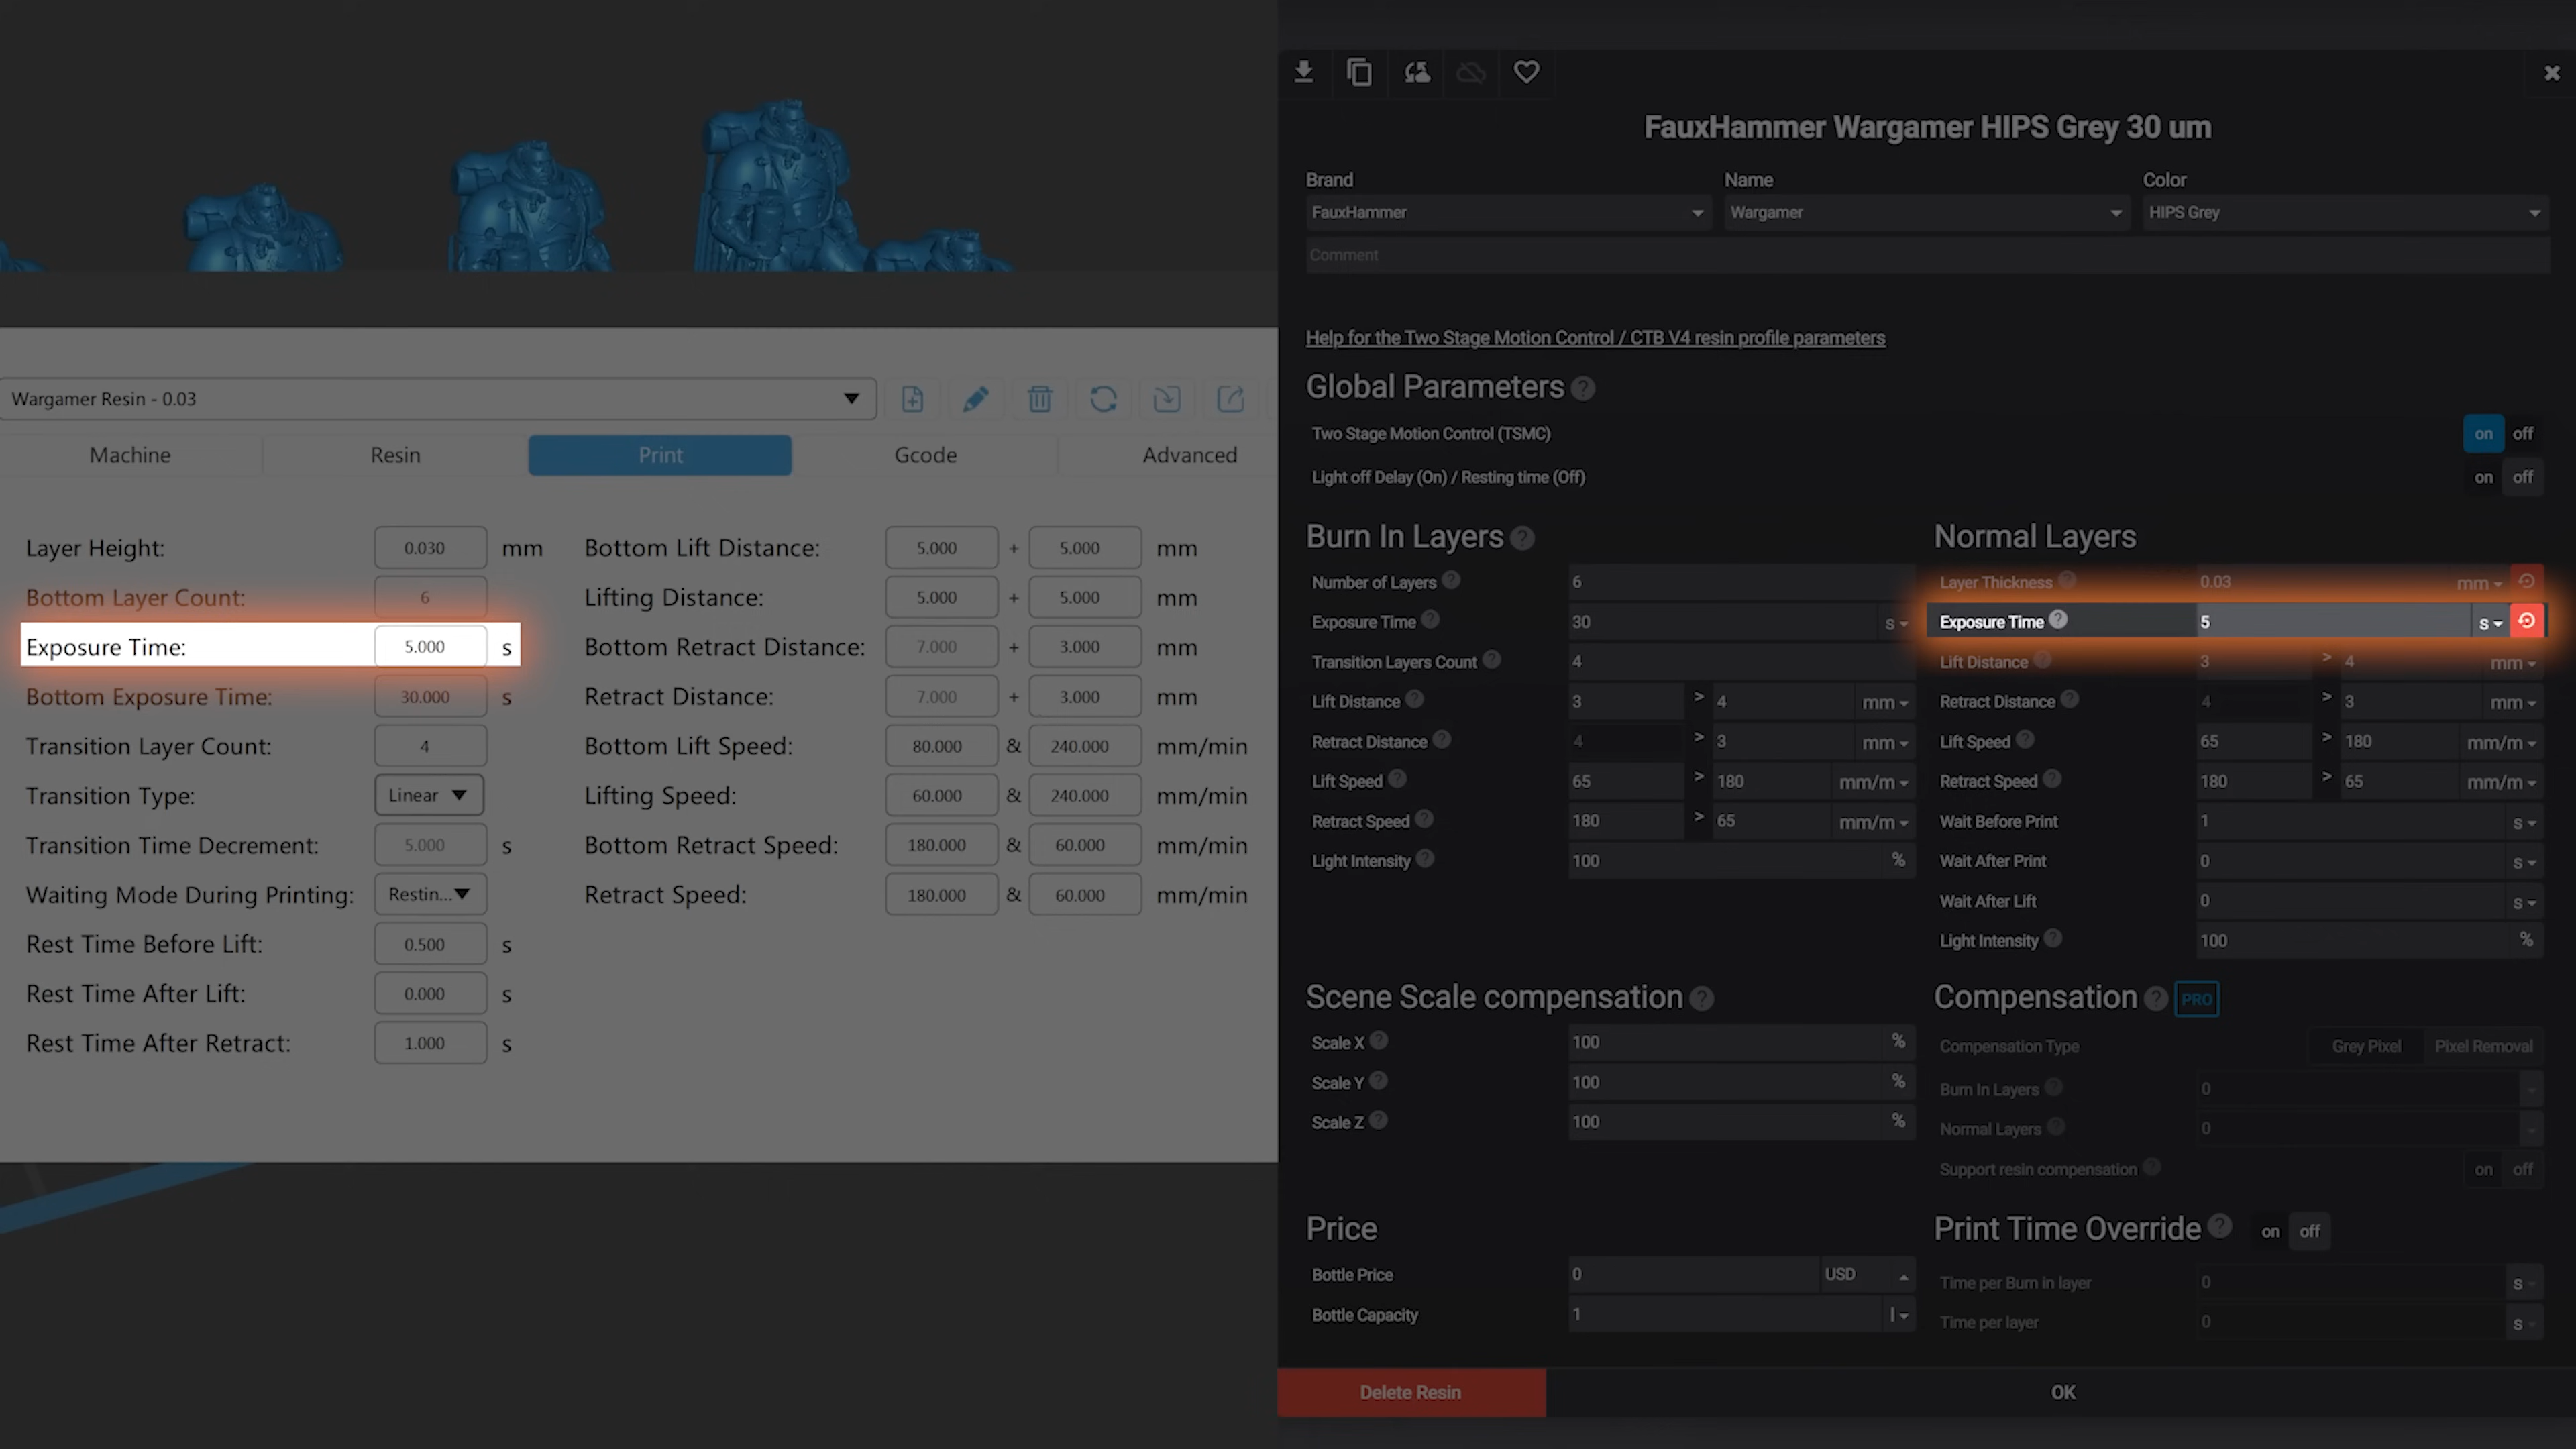 Wargamer Resin - 0.03
Machine
Resin
Print
Gcode
Advanced
Layer Height: 0.030 mm
Bottom Layer Count: 6
Exposure Time: 5.000 s
Bottom Exposure Time: 30.000 s
Transition Layer Count: 4
Transition Type: Linear
Transition Time Decrement: 5.000 s
Waiting Mode During Printing: Restin...
Rest Time Before Lift: 0.500 s
Rest Time After Lift: 0.000 s
Rest Time After Retract: 1.000 s
Bottom Lift Distance: 5.000 + 5.000 mm
Lifting Distance: 5.000 + 5.000 mm
Bottom Retract Distance: 7.000 + 3.000 mm
Retract Distance: 7.000 + 3.000 mm
Bottom Lift Speed: 80.000 & 240.000 mm/min
Lifting Speed: 60.000 & 240.000 mm/min
Bottom Retract Speed: 180.000 & 60.000 mm/min
Retract Speed: 180.000 & 60.000 mm/min
FauxHammer Wargamer HIPS Grey 30 um
Brand
FauxHammer
Name
Wargamer
Color
HIPS Grey
Comment
Help for the Two Stage Motion Control / CTB V4 resin profile parameters
Global Parameters ?
Two Stage Motion Control (TSMC) on off
Light off Delay (On) / Resting time (Off) on off
Burn In Layers ?
Number of Layers ? 6
Exposure Time ? 30 s
Transition Layers Count ? 4
Lift Distance ? 3 > 4 mm
Retract Distance ? 4 > 3 mm
Lift Speed ? 65 > 180 mm/m
Retract Speed ? 180 > 65 mm/m
Light Intensity ? 100 %
Normal Layers
Layer Thickness ? 0.03 mm
Exposure Time ? 5 s
Lift Distance ? 3 > 4 mm
Retract Distance ? 4 > 3 mm
Lift Speed ? 65 > 180 mm/m
Retract Speed ? 180 > 65 mm/m
Wait Before Print 1 s
Wait After Print 0 s
Wait After Lift 0 s
Light Intensity ? 100 %
Scene Scale compensation ?
Scale X ? 100 %
Scale Y ? 100 %
Scale Z ? 100 %
Compensation ? PRO
Compensation Type Grey Pixel Pixel Removal
Burn In Layers ? 0
Normal Layers ? 0
Support resin compensation ? on off
Price
Bottle Price 0 USD
Bottle Capacity 1 l
Print Time Override ? on off
Time per Burn in layer 0 s
Time per layer 0 s
Delete Resin
OK